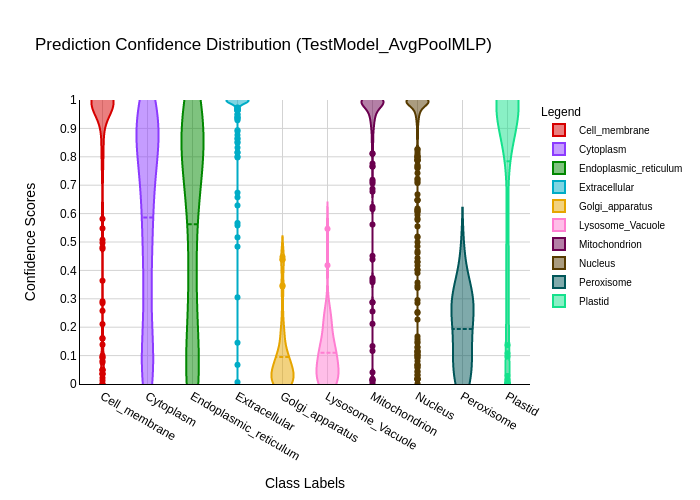 Prediction Confidence Distribution (TestModel_AvgPoolMLP)
Legend
Cell_membrane
Cytoplasm
Endoplasmic_reticulum
Extracellular
Golgi_apparatus
Lysosome_Vacuole
Mitochondrion
Nucleus
Peroxisome
Plastid
Confidence Scores
1
0.9
0.8
0.7
0.6
0.5
0.4
0.3
0.2
0.1
0
Cell_membrane
Cytoplasm
Endoplasmic_reticulum
Extracellular
Golgi_apparatus
Lysosome_Vacuole
Mitochondrion
Nucleus
Peroxisome
Plastid
Class Labels